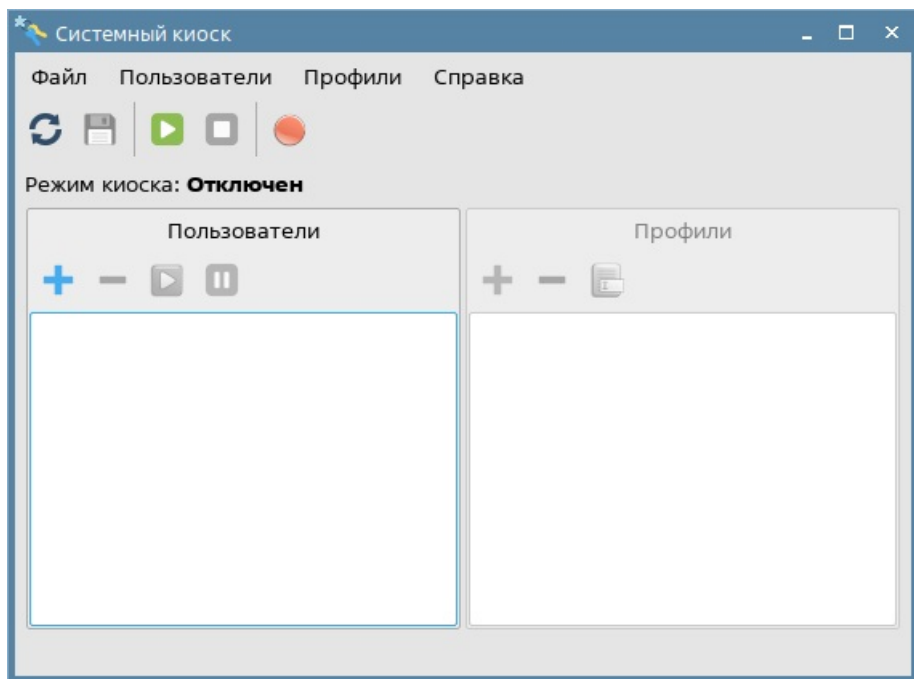 Системный киоск
Файл Пользователи Профили Справка
Режим киоска: Отключен
Пользователи Профили